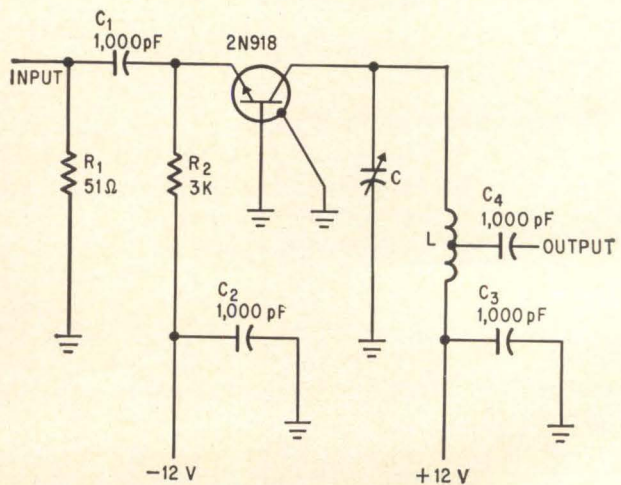 C1
1,000pF
2N918
INPUT
R1
51Ω
R2
3K
C
C4
1,000 pF
L
OUTPUT
C2
1,000 pF
C3
1,000 pF
-12 V
+12 V